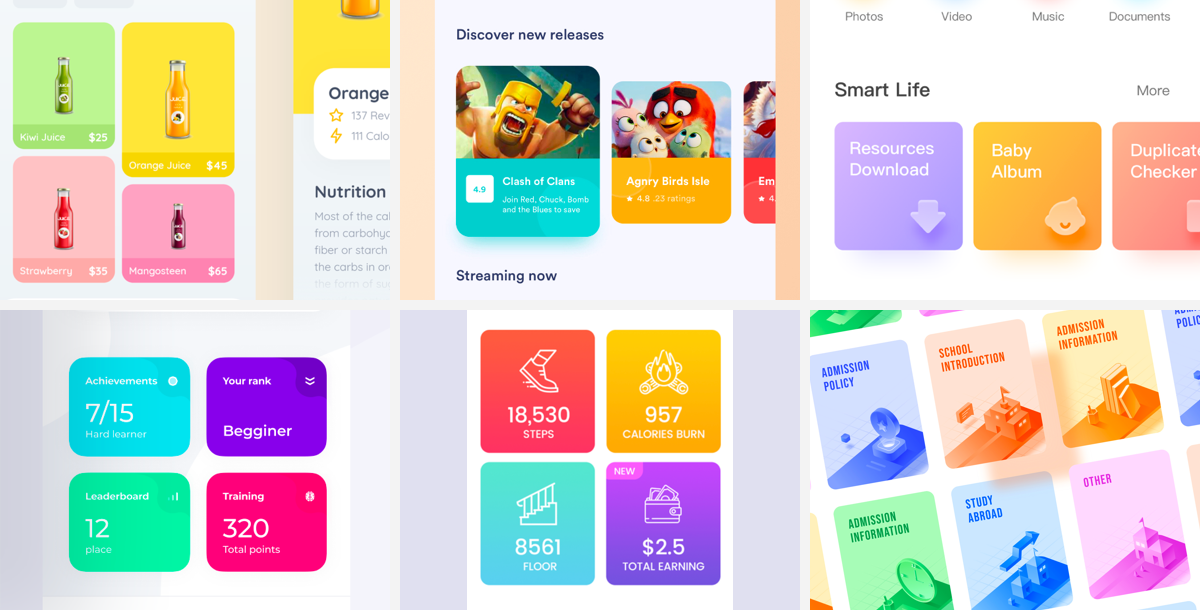 Kiwi Juice $25
Orange Juice $45
Strawberry $35
Mangosteen $65
Orange
137 Rev
111 Calo
Nutrition
Most of the cal
from carbohyd
fiber or starch
the carbs in or
the form of su
Discover new releases
4.9
Clash of Clans
Join Red, Chuck, Bomb
and the Blues to save
Agnry Birds Isle
4.8 .23 ratings
Em
4.
Streaming now
Photos
Video
Music
Documents
Smart Life
More
Resources
Download
Baby
Album
Duplicate
Checker
Achievements
7/15
Hard learner
Your rank
Begginer
Leaderboard
12
place
Training
320
Total points
18,530
STEPS
957
CALORIES BURN
8561
FLOOR
NEW
$2.5
TOTAL EARNING
ADMISSION
POLICY
SCHOOL
INTRODUCTION
ADMISSION
INFORMATION
ADMISSION
INFORMATION
STUDY
ABROAD
OTHER